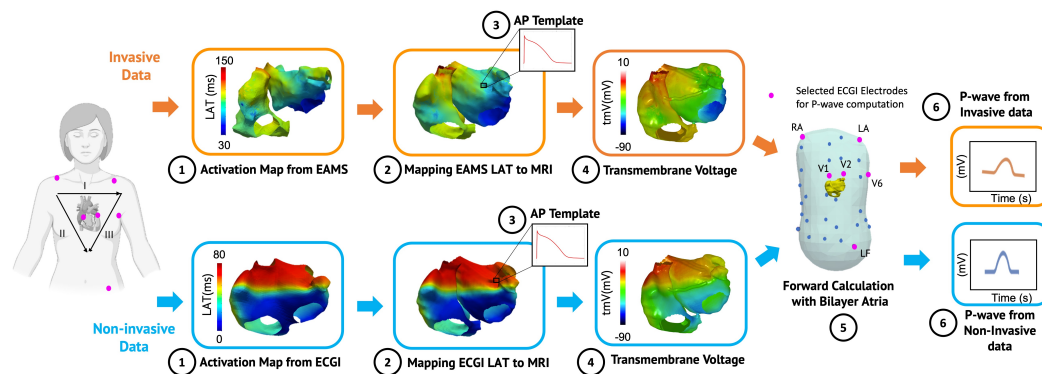 Invasive
Data
150
LAT (ms)
30
1 Activation Map from EAMS
3 AP Template
2 Mapping EAMS LAT to MRI
10
tmV(mV)
-90
4 Transmembrane Voltage
Selected ECGI Electrodes
for P-wave computation
RA
LA
V1
V2
V6
LF
6 P-wave from
Invasive data
(mV)
Time (s)
I
II
III
Non-invasive
Data
80
LAT(ms)
0
1 Activation Map from ECGI
3 AP Template
2 Mapping ECGI LAT to MRI
10
tmV(mV)
-90
4 Transmembrane Voltage
Forward Calculation
with Bilayer Atria
5
(mV)
Time (s)
6 P-wave from
Non-Invasive
data